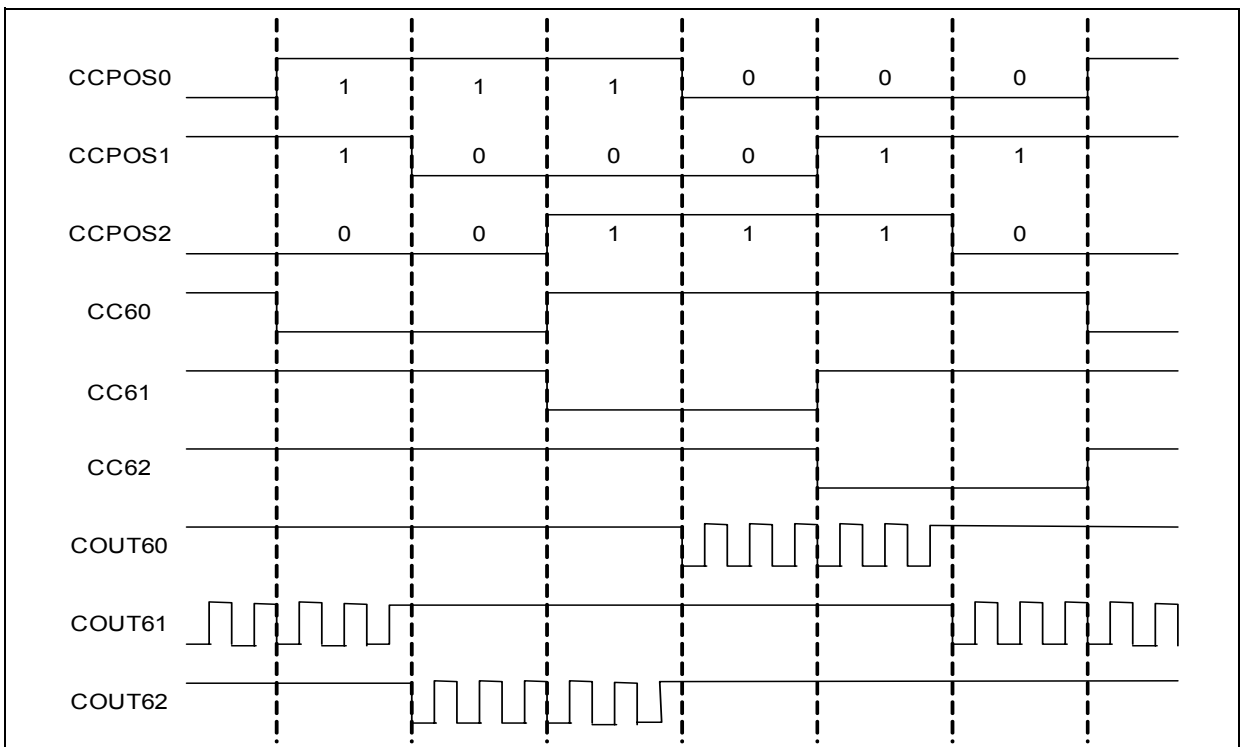 CCPOS0 1 1 1 0 0 0
CCPOS1 1 0 0 0 1 1
CCPOS2 0 0 1 1 1 0
CC60
CC61
CC62
COUT60
COUT61
COUT62